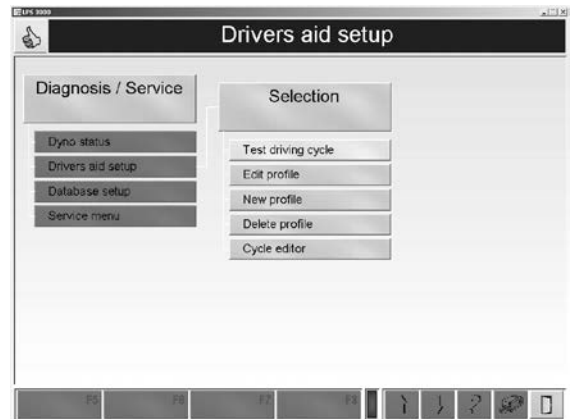 LPS 3000
Drivers aid setup
Diagnosis / Service
Dyno status
Drivers aid setup
Database setup
Service menu
Selection
Test driving cycle
Edit profile
New profile
Delete profile
Cycle editor
F5 F6 F7 F8